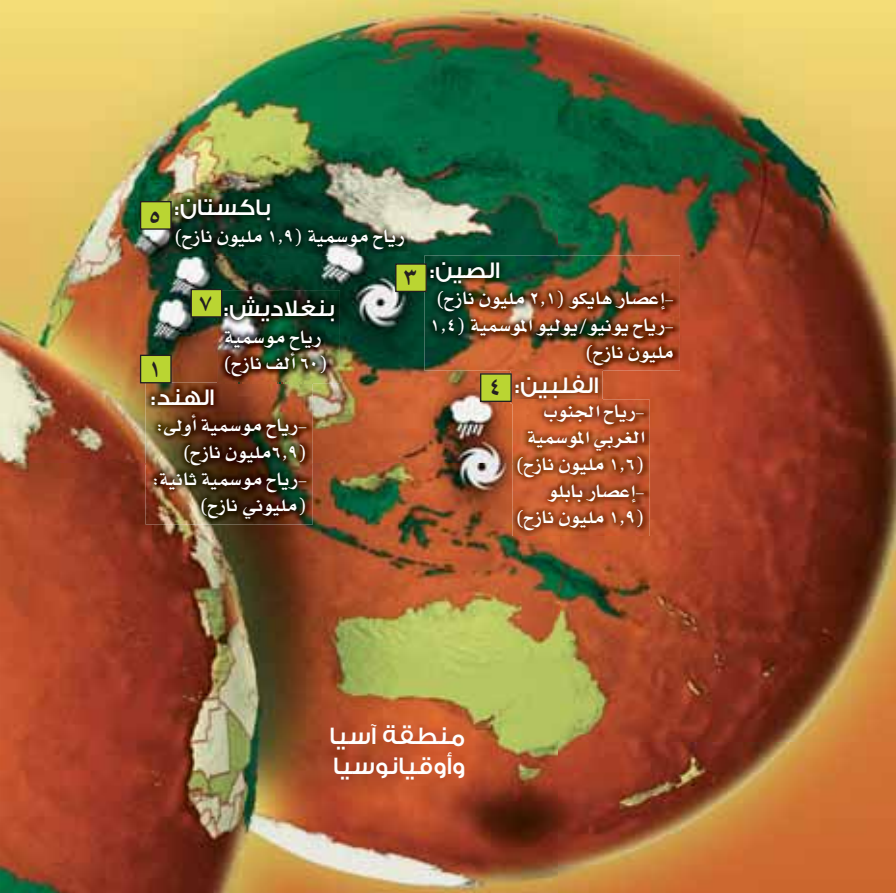 ٥ باكستان:
رياح موسمية (١,٩ مليون نازح)
٣ الصين:
-إعصار هايكو (٢,١ مليون نازح)
-رياح يونيو/يوليو الموسمية (١,٤
مليون نازح)
٧ بنغلاديش:
رياح موسمية
(٦٠ ألف نازح)
١
الهند:
-رياح موسمية أولى:
(٦,٩مليون نازح)
-رياح موسمية ثانية:
(مليوني نازح)
٤ الفلبين:
-رياح الجنوب
الغربي الموسمية
(١,٦ مليون نازح)
-إعصار بابلو
(١,٩ مليون نازح)
منطقة آسيا
وأوقيانوسيا